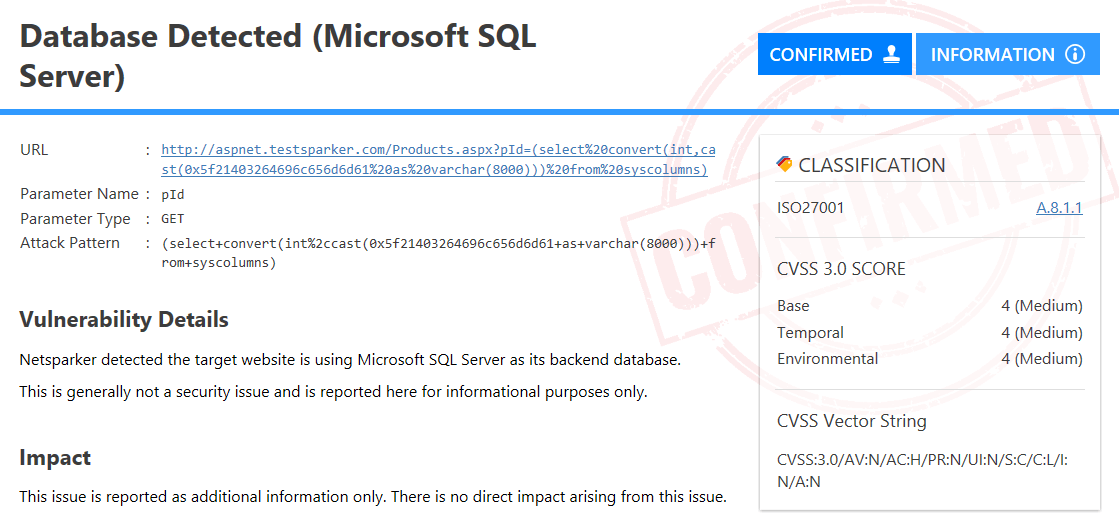 Database Detected (Microsoft SQL
Server)
CONFIRMED
INFORMATION
URL : http://aspnet.testsparker.com/Products.aspx?pId=(select%20convert(int,ca
st(0x5f21403264696c656d6d61%20as%20varchar(8000)))%20from%20syscolumns)
Parameter Name : pId
Parameter Type : GET
Attack Pattern : (select+convert(int%2ccast(0x5f21403264696c656d6d61+as+varchar(8000)))+f
rom+syscolumns)
Vulnerability Details
Netsparker detected the target website is using Microsoft SQL Server as its backend database.
This is generally not a security issue and is reported here for informational purposes only.
Impact
This issue is reported as additional information only. There is no direct impact arising from this issue.
CONFIRMED
CLASSIFICATION
ISO27001 A.8.1.1
CVSS 3.0 SCORE
Base 4 (Medium)
Temporal 4 (Medium)
Environmental 4 (Medium)
CVSS Vector String
CVSS:3.0/AV:N/AC:H/PR:N/UI:N/S:C/C:L/I:
N/A:N